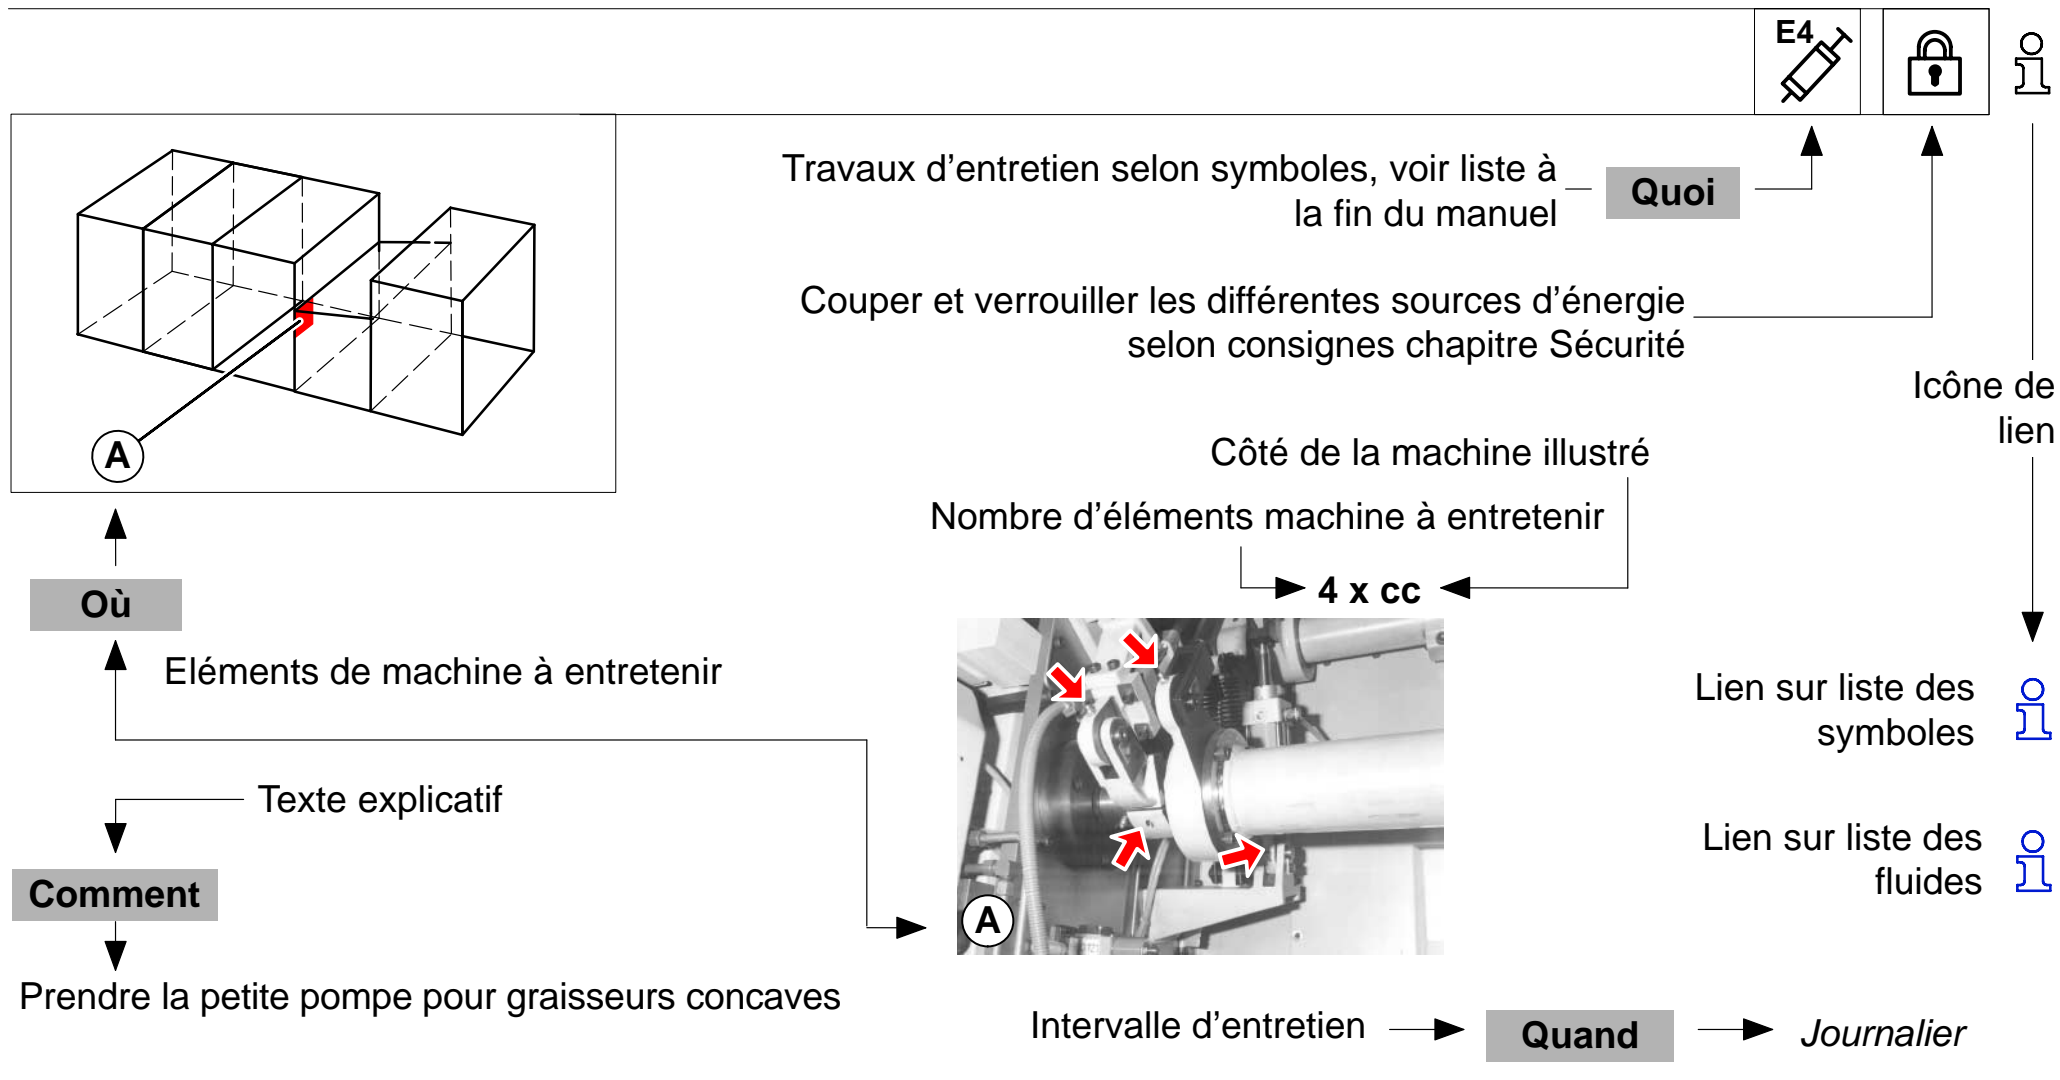 E4
Travaux d’entretien selon symboles, voir liste à
la fin du manuel
Quoi
Couper et verrouiller les différentes sources d’énergie
selon consignes chapitre Sécurité
Icône de
lien
A
Côté de la machine illustré
Nombre d’éléments machine à entretenir
4 x cc
Où
Eléments de machine à entretenir
Lien sur liste des
symboles
Texte explicatif
Lien sur liste des
fluides
Comment
A
Prendre la petite pompe pour graisseurs concaves
Intervalle d’entretien
Quand
Journalier